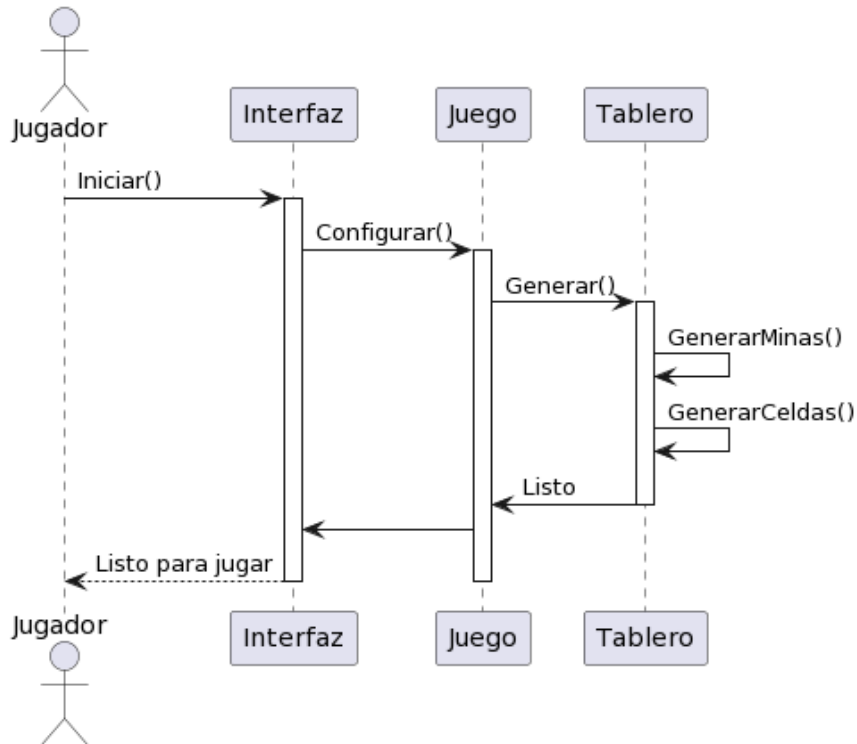 Jugador
Interfaz
Juego
Tablero
Iniciar()
Configurar()
Generar()
GenerarMinas()
GenerarCeldas()
Listo
Listo para jugar
Jugador
Interfaz
Juego
Tablero